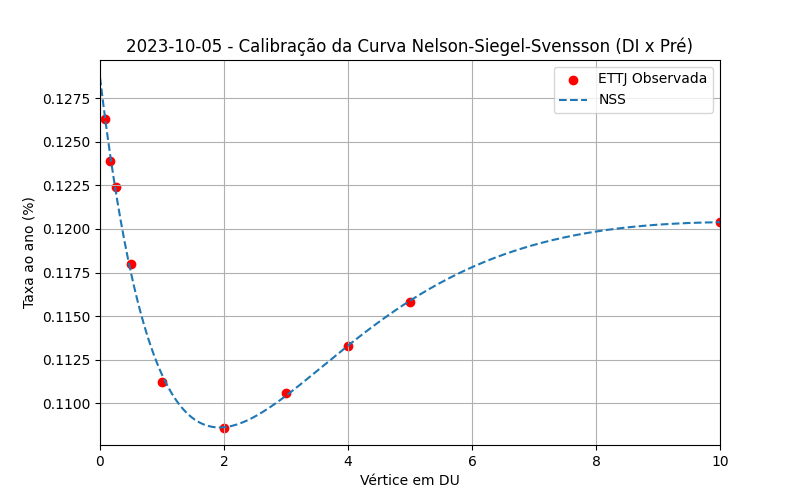 2023-10-05 - Calibração da Curva Nelson-Siegel-Svensson (DI x Pré)
ETTJ Observada
NSS
Taxa ao ano (%)
0.1275
0.1250
0.1225
0.1200
0.1175
0.1150
0.1125
0.1100
0 2 4 6 8 10
Vértice em DU